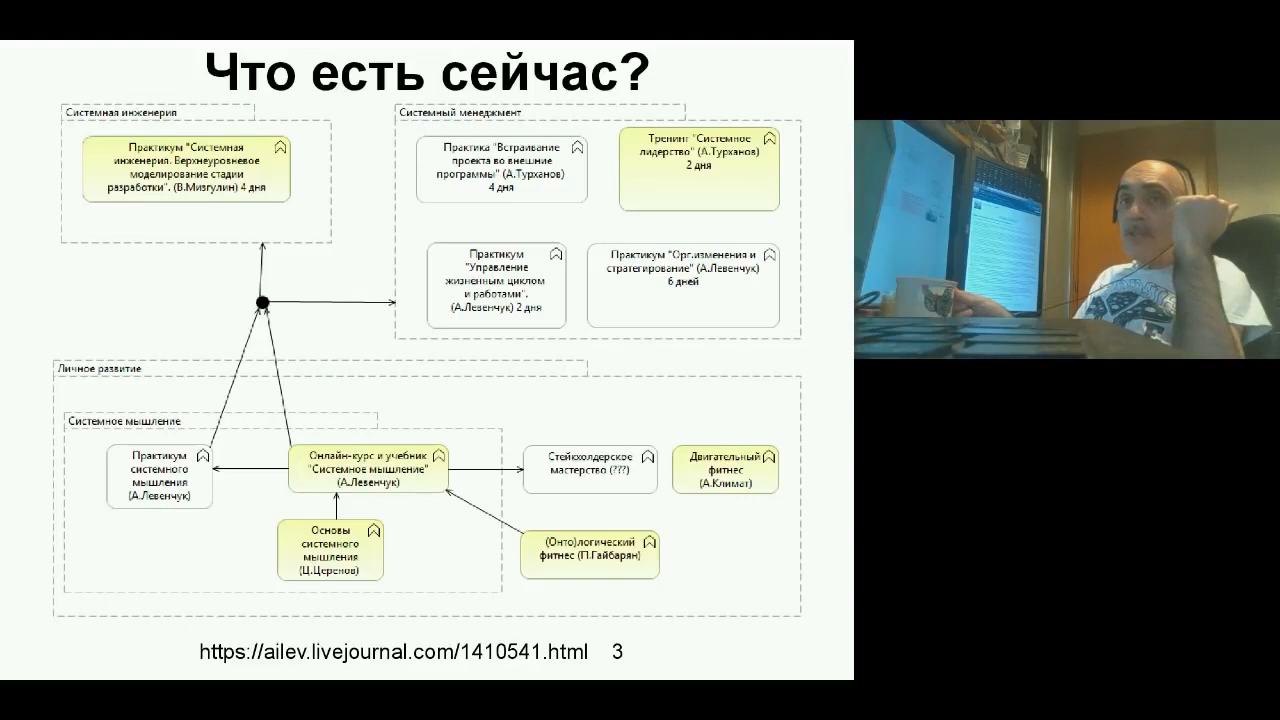 Что есть сейчас?
Системная инженерия
Практикум "Системная
инженерия. Верхнеуровневое
моделирование стадии
разработки". (В.Мизгулин) 4 дня
Системный менеджмент
Практика "Встраивание
проекта во внешние
программы" (А.Турханов)
4 дня
Тренинг "Системное
лидерство" (А.Турханов)
2 дня
Практикум
"Управление
жизненным циклом
и работами".
(А.Левенчук) 2 дня
Практикум "Орг.изменения и
стратегирование" (А.Левенчук)
6 дней
Личное развитие
Системное мышление
Практикум
системного
мышления
(А.Левенчук)
Онлайн-курс и учебник
"Системное мышление"
(А.Левенчук)
Стейкхолдерское
мастерство (???)
Двигательный
фитнес
(А.Климат)
Основы
системного
мышления
(Ц.Церенов)
(Онто)логический
фитнес (П.Гайбарян)
https://ailev.livejournal.com/1410541.html 3